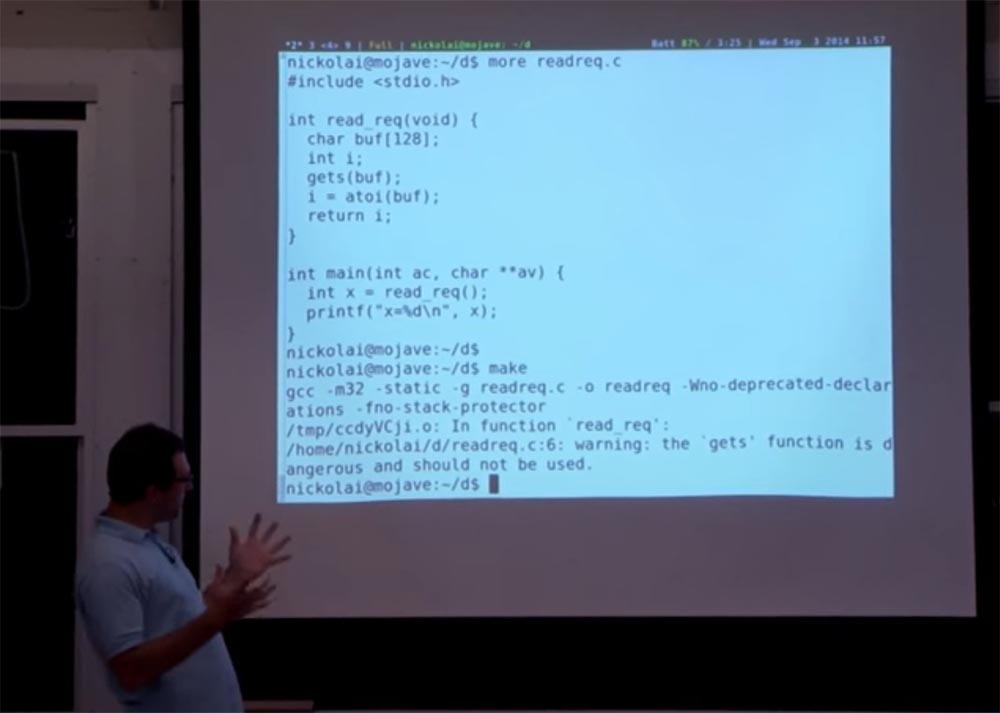 *2* 3 <4> 9 | Full | nickolai@mojave: ~/d Batt 87% / 3:25 | Wed Sep 3 2014 11:57
nickolai@mojave:~/d$ more readreq.c
#include <stdio.h>
int read_req(void) {
char buf[128];
int i;
gets(buf);
i = atoi(buf);
return i;
}
int main(int ac, char **av) {
int x = read_req();
printf("x=%d\n", x);
}
nickolai@mojave:~/d$
nickolai@mojave:~/d$ make
gcc -m32 -static -g readreq.c -o readreq -Wno-deprecated-declar
ations -fno-stack-protector
/tmp/ccdyVCji.o: In function `read_req':
/home/nickolai/d/readreq.c:6: warning: the `gets' function is d
angerous and should not be used.
nickolai@mojave:~/d$